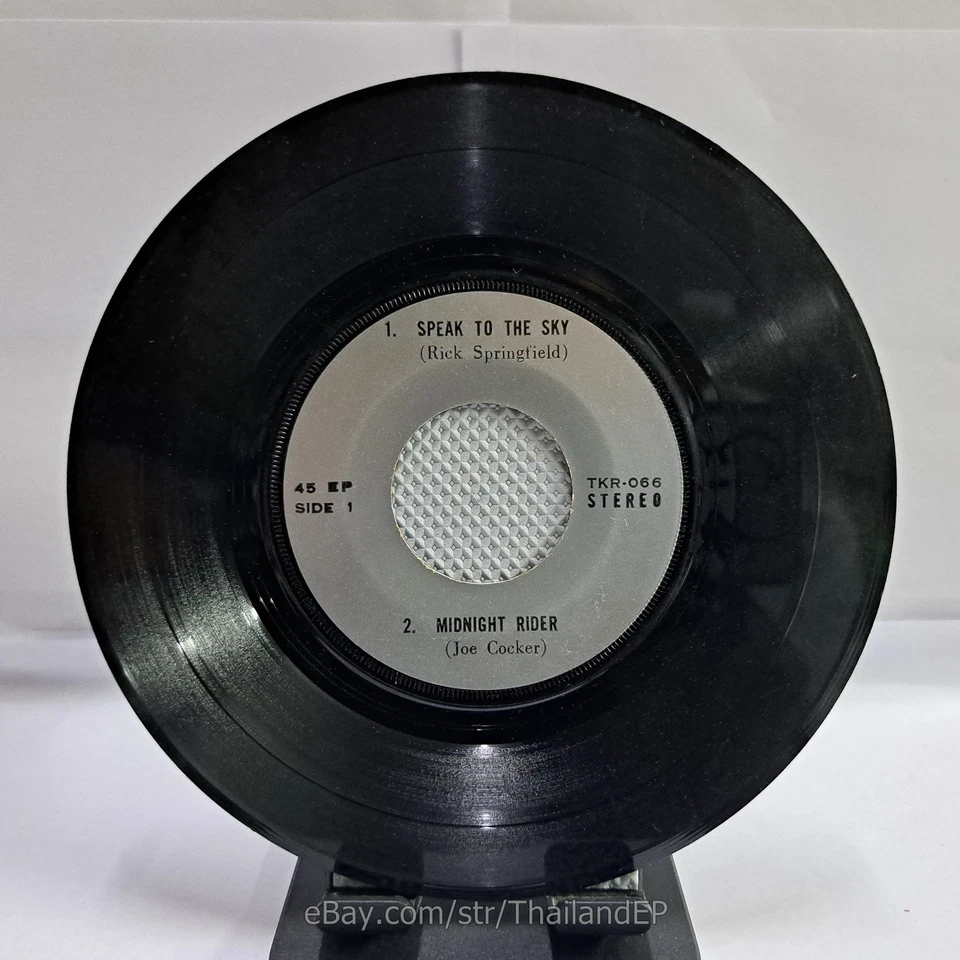 1. SPEAK TO THE SKY
(Rick Springfield)
45 EP
SIDE 1
TKR-066
STEREO
2. MIDNIGHT RIDER
(Joe Cocker)
eBay.com/str/ThailandEP